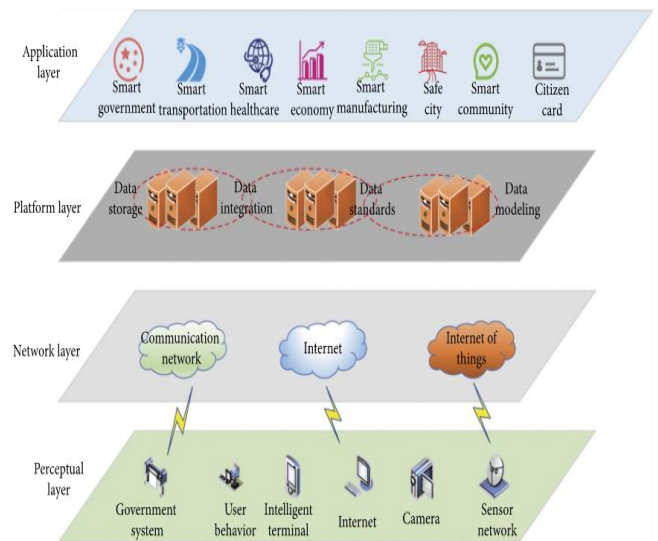 Application
layer
Smart
government
Smart
transportation
Smart
healthcare
Smart
economy
Smart
manufacturing
Safe
city
Smart
community
Citizen
card
Platform layer
Data
storage
Data
integration
Data
standards
Data
modeling
Network layer
Communication
network
Internet
Internet of
things
Perceptual
layer
Government
system
User
behavior
Intelligent
terminal
Internet
Camera
Sensor
network